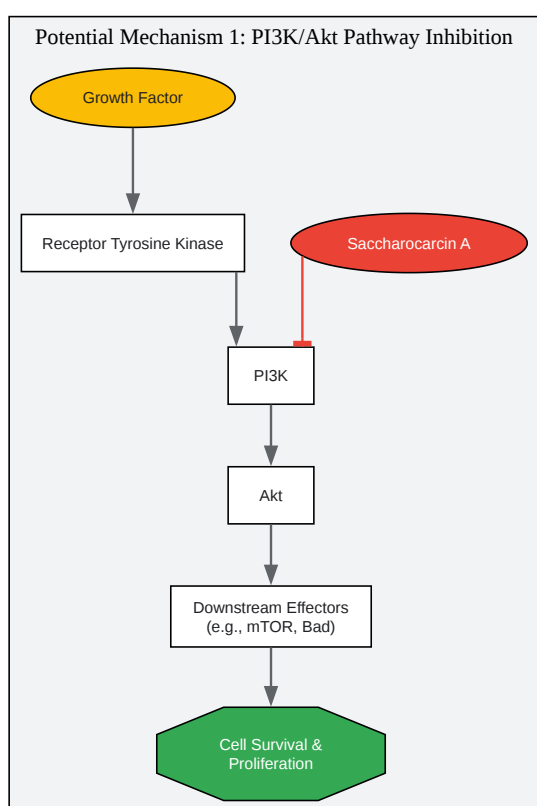 Potential Mechanism 1: PI3K/Akt Pathway Inhibition
Growth Factor
Receptor Tyrosine Kinase
Saccharocarcin A
PI3K
Akt
Downstream Effectors
(e.g., mTOR, Bad)
Cell Survival &
Proliferation